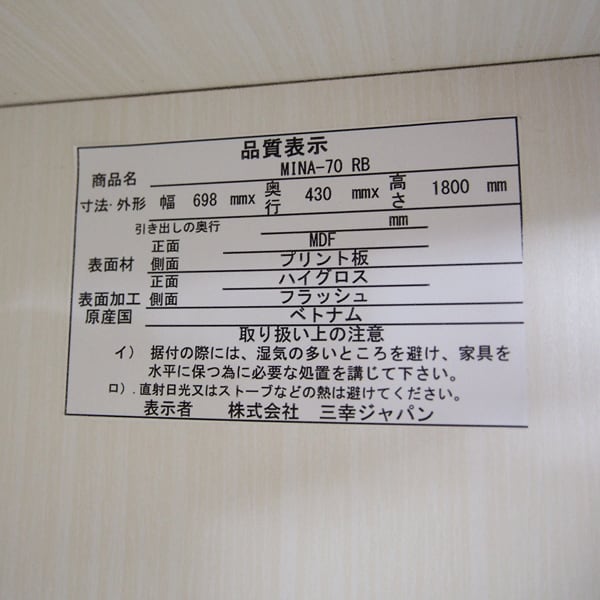 品質表示
商品名 MINA-70 RB
寸法・外形 幅 698 mmx 奥行 430 mmx 高さ 1800 mm
引き出しの奥行 mm
正面 MDF
表面材 側面 プリント板
正面 ハイグロス
表面加工 側面 フラッシュ
原産国 ベトナム
取り扱い上の注意
イ） 据付の際には、湿気の多いところを避け、家具を
水平に保つ為に必要な処置を講じて下さい。
ロ）.直射日光又はストーブなどの熱は避けてください。
表示者 株式会社 三幸ジャパン